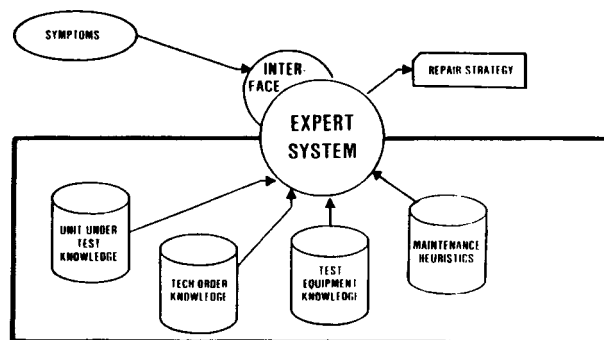 SYMPTOMS
INTER-
FACE
REPAIR STRATEGY
EXPERT
SYSTEM
UNIT UNDER
TEST
KNOWLEDGE
TECH ORDER
KNOWLEDGE
TEST
EQUIPMENT
KNOWLEDGE
MAINTENANCE
HEURISTICS